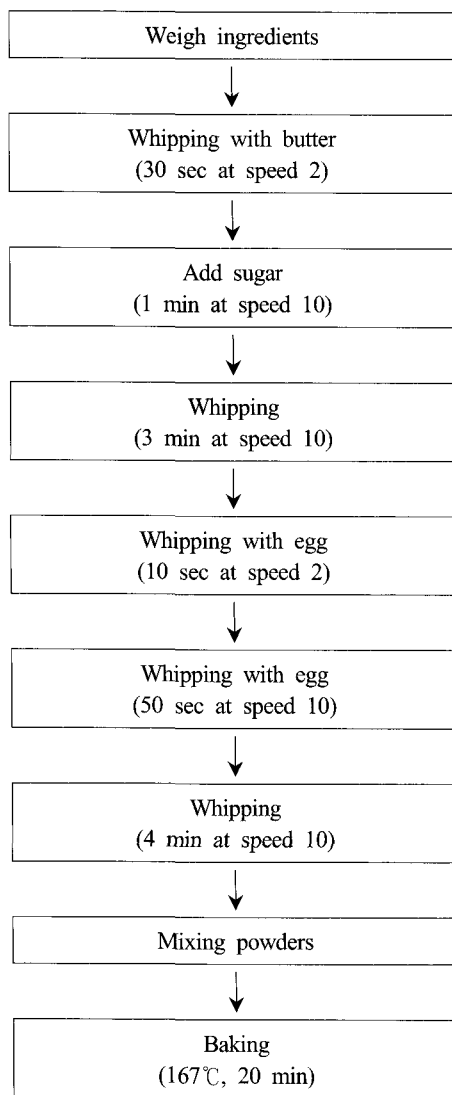 Weigh ingredients
Whipping with butter
(30 sec at speed 2)
Add sugar
(1 min at speed 10)
Whipping
(3 min at speed 10)
Whipping with egg
(10 sec at speed 2)
Whipping with egg
(50 sec at speed 10)
Whipping
(4 min at speed 10)
Mixing powders
Baking
(167℃, 20 min)